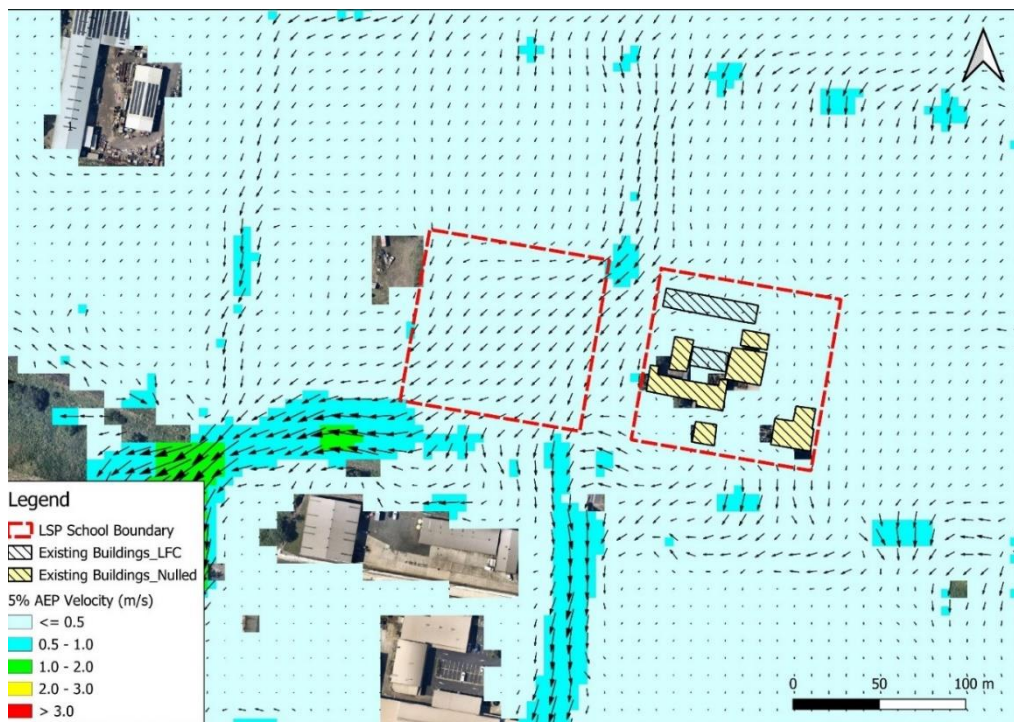 Legend
LSP School Boundary
Existing Buildings_LFC
Existing Buildings_Nulled
5% AEP Velocity (m/s)
<= 0.5
0.5 - 1.0
1.0 - 2.0
2.0 - 3.0
> 3.0
0 50 100 m